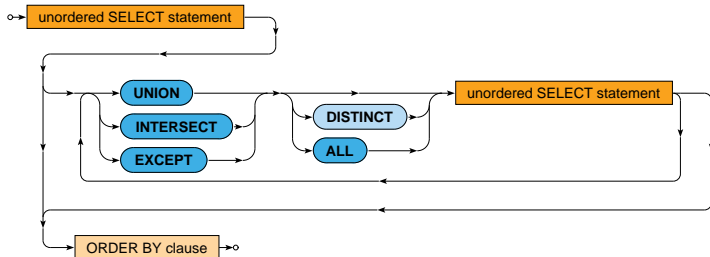 unordered SELECT statement
UNION
unordered SELECT statement
DISTINCT
INTERSECT
ALL
EXCEPT
ORDER BY clause